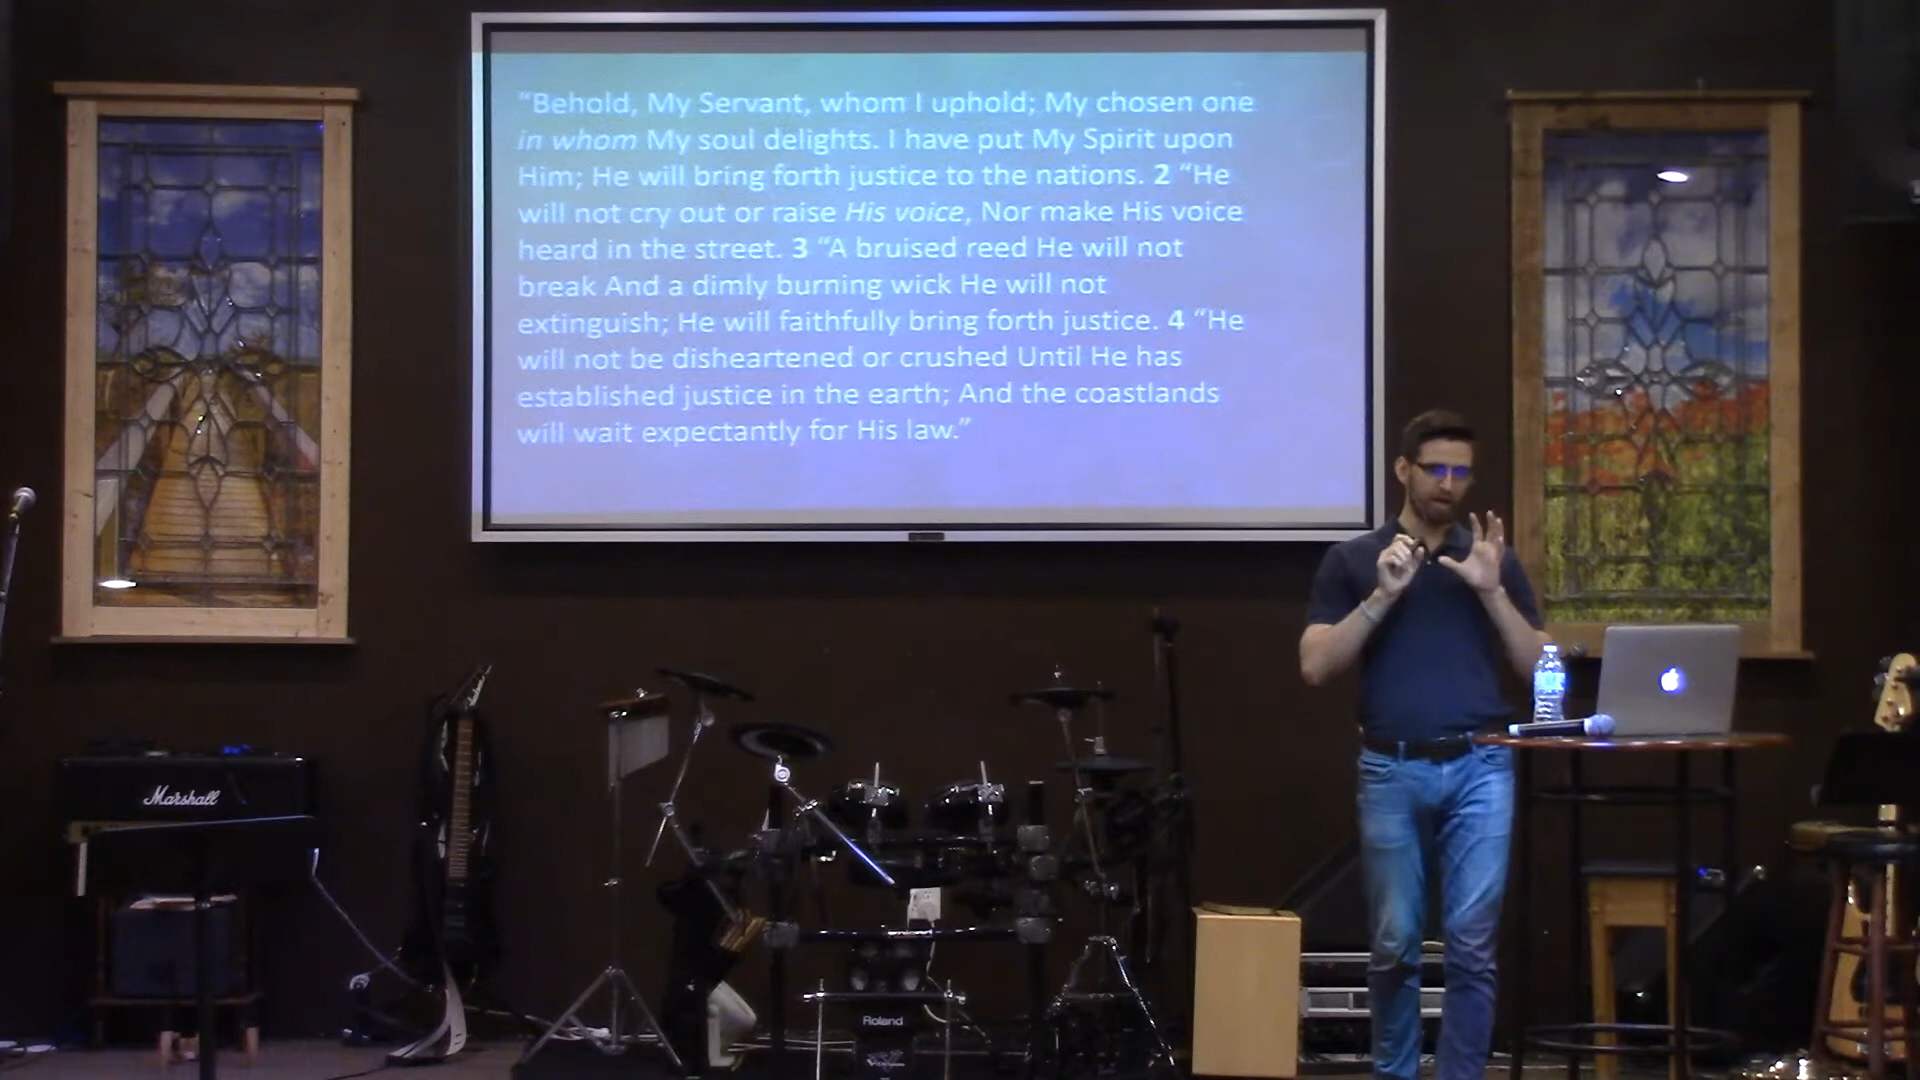 “Behold, My Servant, whom I uphold; My chosen one
in whom My soul delights. I have put My Spirit upon
Him; He will bring forth justice to the nations. 2 “He
will not cry out or raise His voice, Nor make His voice
heard in the street. 3 “A bruised reed He will not
break And a dimly burning wick He will not
extinguish; He will faithfully bring forth justice. 4 “He
will not be disheartened or crushed Until He has
established justice in the earth; And the coastlands
will wait expectantly for His law.”
Marshall
Roland